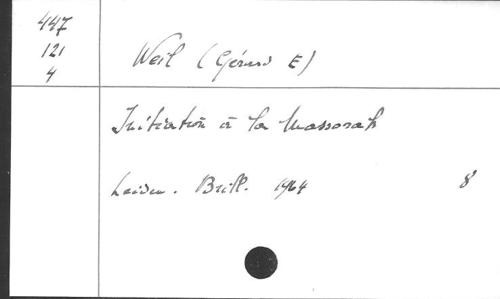 447
121
4
Weil (Gérard E)
Initiation à la Massorah
Leiden. Brill. 1964 8°